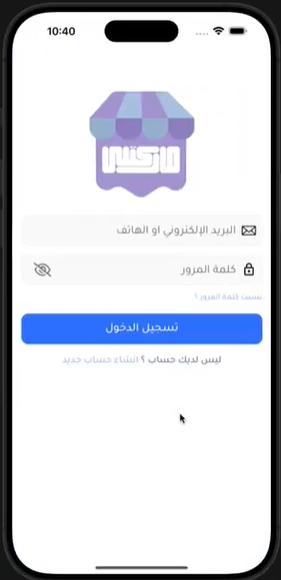 10:40
ماركتلي
البريد الإلكتروني او الهاتف
كلمة المرور
نسيت كلمة المرور ؟
تسجيل الدخول
ليس لديك حساب ؟ انشاء حساب جديد